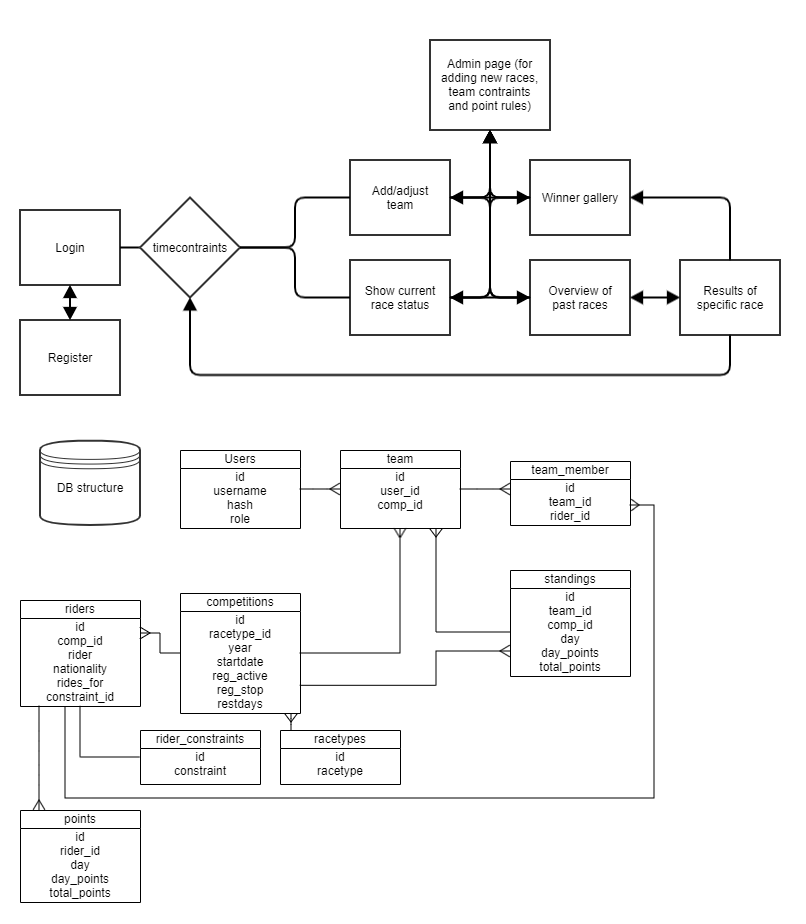 Admin page (for
adding new races,
team contraints
and point rules)
Add/adjust
team
Winner gallery
Login
timecontraints
Show current
race status
Overview of
past races
Results of
specific race
Register
DB structure
Users
id
username
hash
role
team
id
user_id
comp_id
team_member
id
team_id
rider_id
standings
id
team_id
comp_id
day
day_points
total_points
riders
id
comp_id
rider
nationality
rides_for
constraint_id
competitions
id
racetype_id
year
startdate
reg_active
reg_stop
restdays
rider_constraints
id
constraint
racetypes
id
racetype
points
id
rider_id
day
day_points
total_points